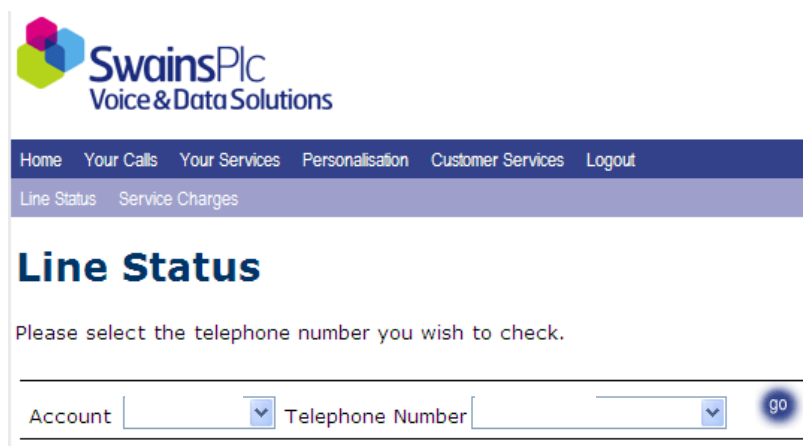 SwainsPlc
Voice & Data Solutions
Home Your Calls Your Services Personalisation Customer Services Logout
Line Status Service Charges
Line Status
Please select the telephone number you wish to check.
Account Telephone Number go